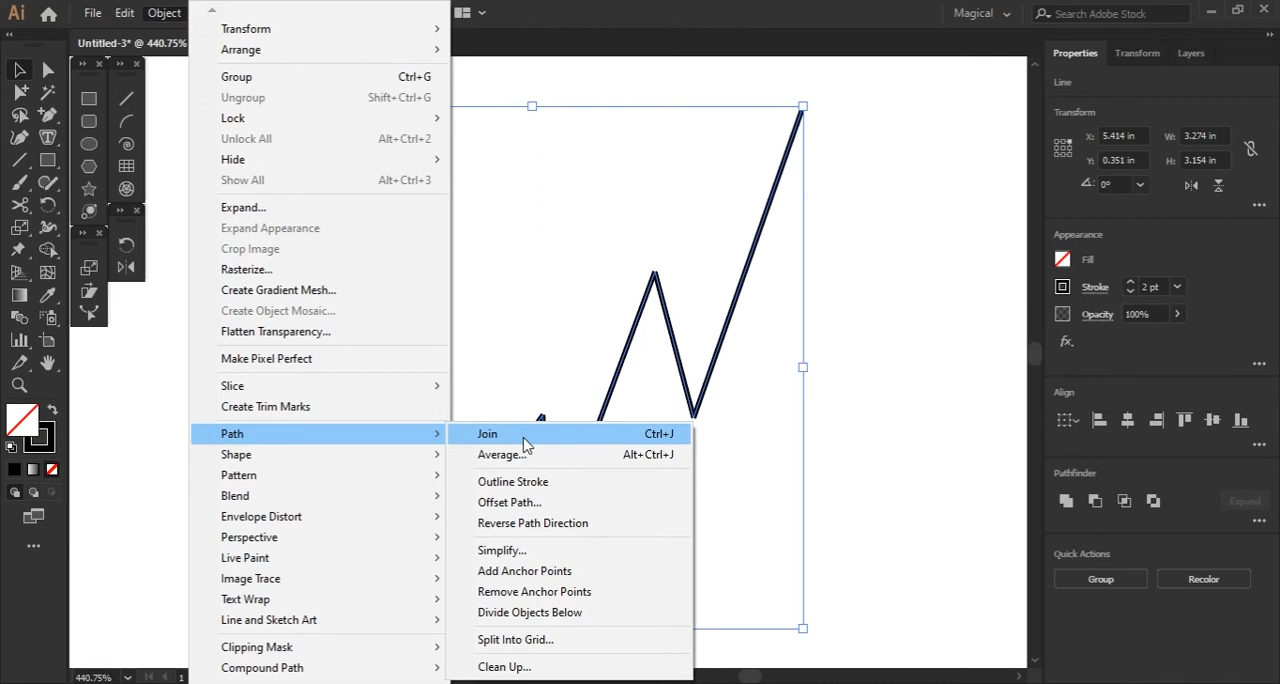 Ai File Edit Object Magical Search Adobe Stock
Untitled-3* @ 440.75%
Transform
Arrange
Group Ctrl+G
Ungroup Shift+Ctrl+G
Lock
Unlock All Alt+Ctrl+2
Hide
Show All Alt+Ctrl+3
Expand...
Expand Appearance
Crop Image
Rasterize...
Create Gradient Mesh...
Create Object Mosaic...
Flatten Transparency...
Make Pixel Perfect
Slice
Create Trim Marks
Path
Shape
Pattern
Blend
Envelope Distort
Perspective
Live Paint
Image Trace
Text Wrap
Line and Sketch Art
Clipping Mask
Compound Path
Join Ctrl+J
Average... Alt+Ctrl+J
Outline Stroke
Offset Path...
Reverse Path Direction
Simplify...
Add Anchor Points
Remove Anchor Points
Divide Objects Below
Split Into Grid...
Clean Up...
Properties Transform Layers
Line
Transform
X: 5.414 in W: 3.274 in
Y: 0.351 in H: 3.154 in
0°
Appearance
Fill
Stroke 2 pt
Opacity 100%
fx.
Align
Pathfinder
Expand
Quick Actions
Group Recolor
440.75% 1